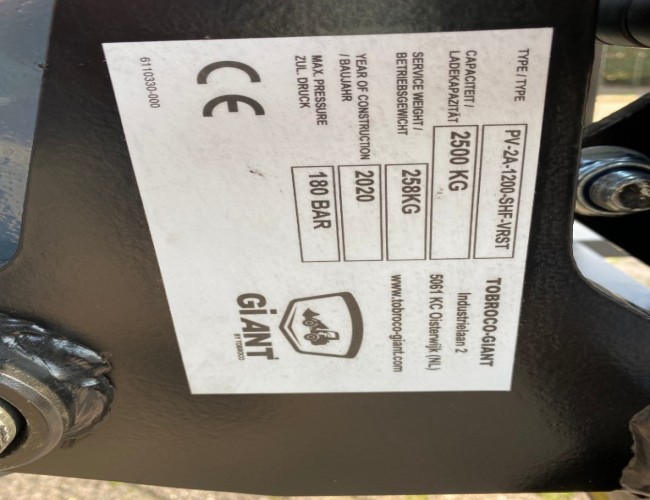 TYPE / TYPE
PV-2A-1200-SHF-VRST
CAPACITEIT /
LADEKAPAZITÄT
2500 KG
SERVICE WEIGHT /
BETRIEBSGEWICHT
258KG
YEAR OF CONSTRUCTION
/ BAUJAHR
2020
MAX. PRESSURE
ZUL. DRUCK
180 BAR
TOBROCO-GIANT
Industrielaan 2
5061 KC Oisterwijk (NL)
www.tobroco-giant.com
GiANT
BY TOBROCO
CE
6110330-000